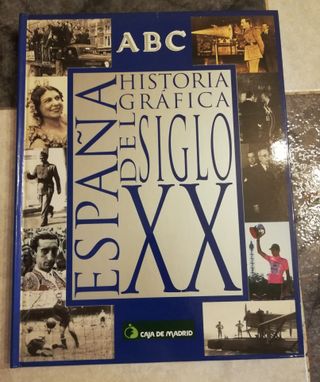 ABC
ESPAÑA
HISTORIA
GRÁFICA
DEL SIGLO
XX
CAJA DE MADRID